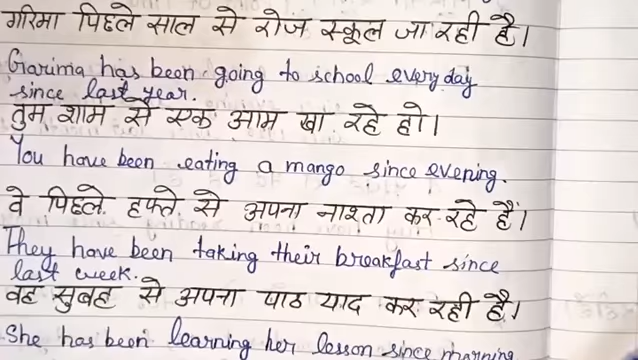 गरिमा पिछले साल से रोज स्कूल जा रही है।
Garima has been going to school everyday
since last year.
तुम शाम से एक आम खा रहे हो।
You have been eating a mango since evening.
वे पिछले हफ्ते से अपना नाश्ता कर रहे हैं।
They have been taking their breakfast since
last week.
वह सुबह से अपना पाठ याद कर रही है।
She has been learning her lesson since morning